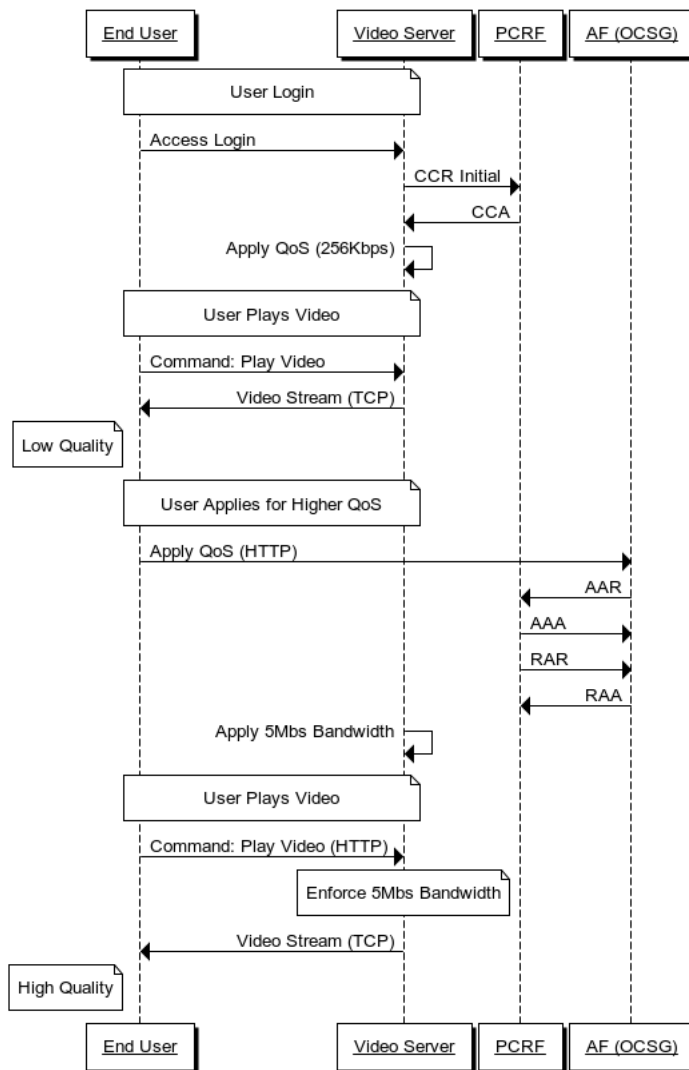 End User
Video Server
PCRF
AF (OCSG)
User Login
Access Login
CCR Initial
CCA
Apply QoS (256Kbps)
User Plays Video
Command: Play Video
Video Stream (TCP)
Low Quality
User Applies for Higher QoS
Apply QoS (HTTP)
AAR
AAA
RAR
RAA
Apply 5Mbs Bandwidth
User Plays Video
Command: Play Video (HTTP)
Enforce 5Mbs Bandwidth
Video Stream (TCP)
High Quality
End User
Video Server
PCRF
AF (OCSG)